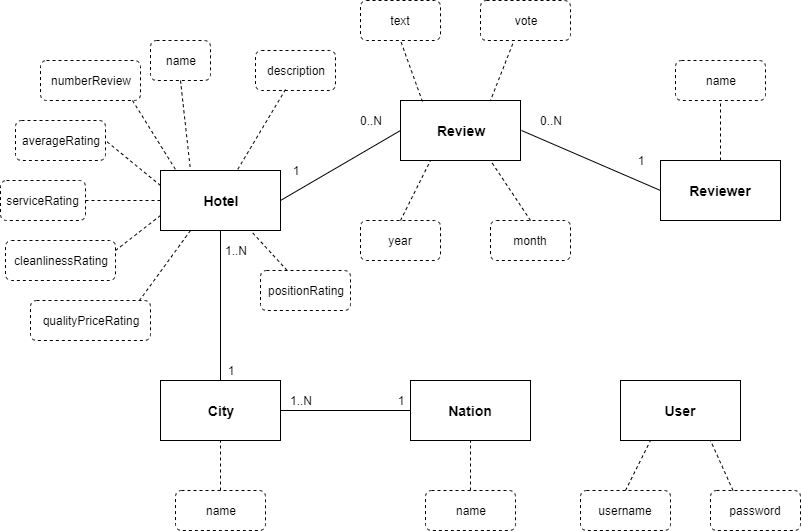 text
vote
name
numberReview
description
name
averageRating
0..N
0..N
Review
1
1
serviceRating
Hotel
Reviewer
cleanlinessRating
1..N
year
month
positionRating
qualityPriceRating
1
1..N
1
City
Nation
User
name
name
username
password